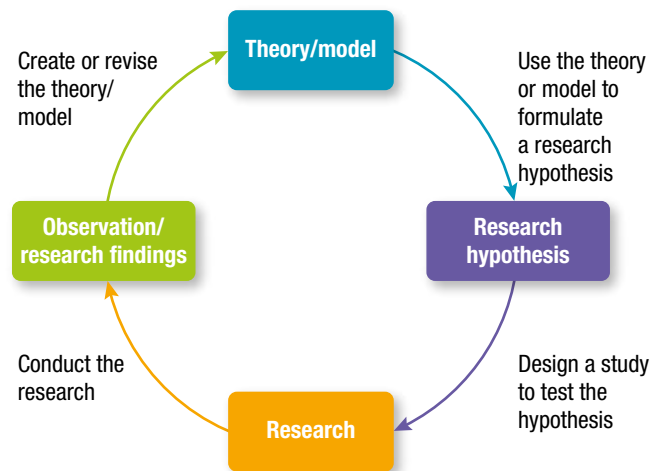 Theory/model
Use the theory
or model to
formulate
a research
hypothesis
Research
hypothesis
Design a study
to test the
hypothesis
Research
Conduct the
research
Observation/
research findings
Create or revise
the theory/
model